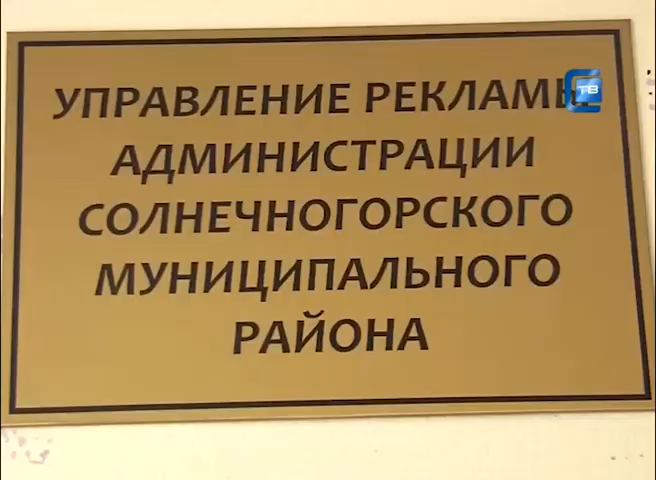 УПРАВЛЕНИЕ РЕКЛАМЫ
ТВ
АДМИНИСТРАЦИИ
СОЛНЕЧНОГОРСКОГО
МУНИЦИПАЛЬНОГО
РАЙОНА